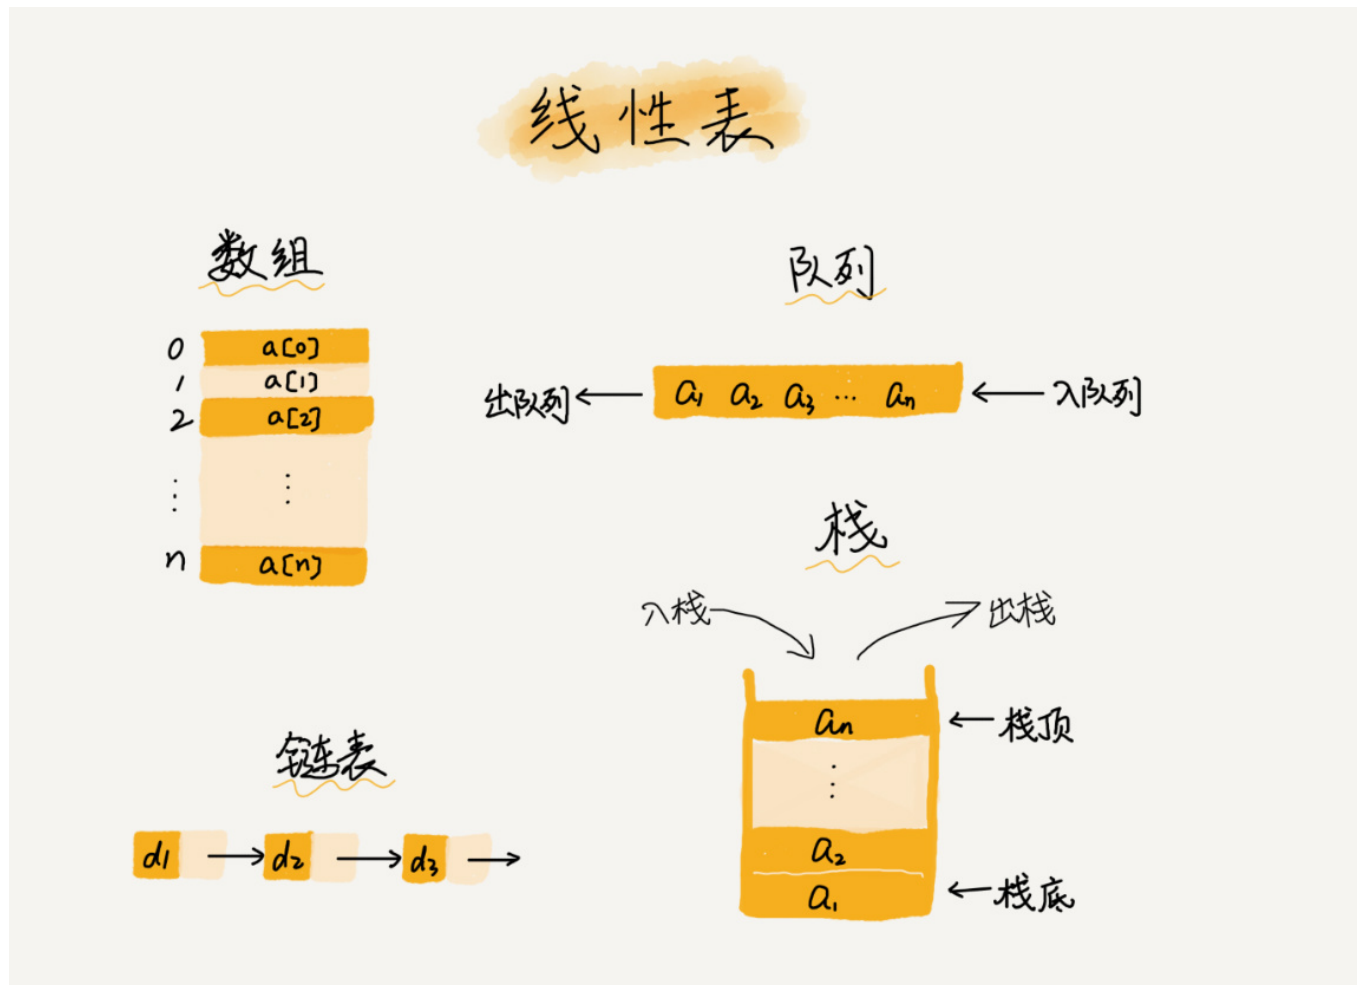 线性表
数组
0 a[0]
1 a[1]
2 a[2]
⋮ ⋮
n a[n]
队列
出队列 a₁ a₂ a₃ … aₙ 入队列
栈
入栈 出栈
aₙ 栈顶
⋮
a₂
a₁ 栈底
链表
d₁ d₂ d₃